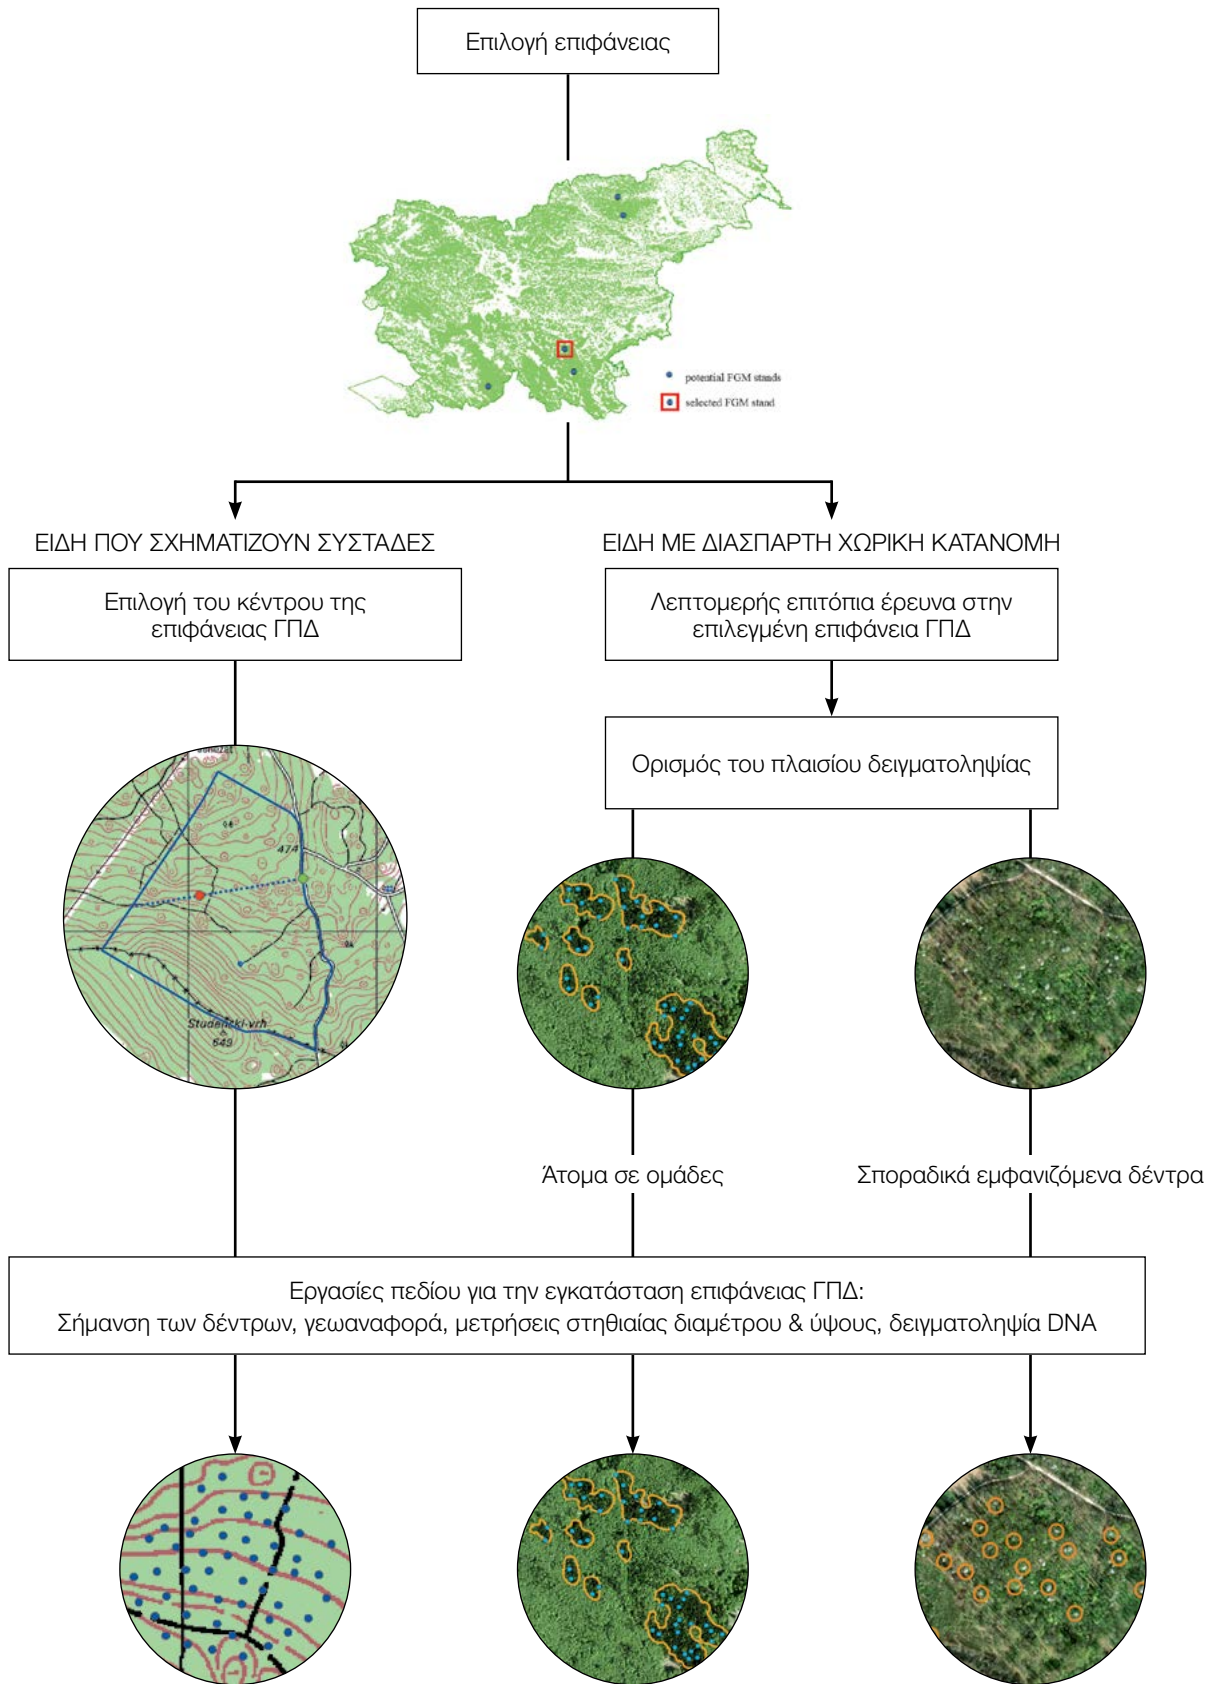 Επιλογή επιφάνειας
potential FGM stands
selected FGM stand
ΕΙΔΗ ΠΟΥ ΣΧΗΜΑΤΙΖΟΥΝ ΣΥΣΤΑΔΕΣ
ΕΙΔΗ ΜΕ ΔΙΑΣΠΑΡΤΗ ΧΩΡΙΚΗ ΚΑΤΑΝΟΜΗ
Επιλογή του κέντρου της
επιφάνειας ΓΠΔ
Λεπτομερής επιτόπια έρευνα στην
επιλεγμένη επιφάνεια ΓΠΔ
Ορισμός του πλαισίου δειγματοληψίας
474
Studenski vrh
649
Άτομα σε ομάδες
Σποραδικά εμφανιζόμενα δέντρα
Εργασίες πεδίου για την εγκατάσταση επιφάνειας ΓΠΔ:
Σήμανση των δέντρων, γεωαναφορά, μετρήσεις στηθιαίας διαμέτρου & ύψους, δειγματοληψία DNA